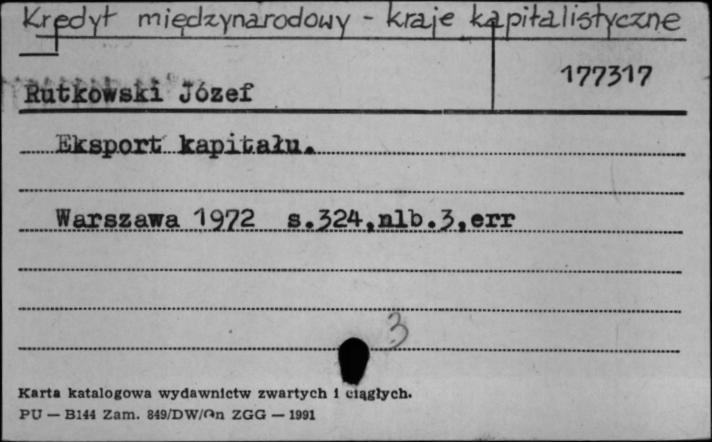 Kredyt międzynarodowy - kraje kapitalistyczne
177317
Rutkowski Józef
Eksport kapitału.
Warszawa 1972 s.324,nlb.3,err
3
Karta katalogowa wydawnictw zwartych i ciągłych.
PU — B144 Zam. 849/DW/On ZGG — 1991